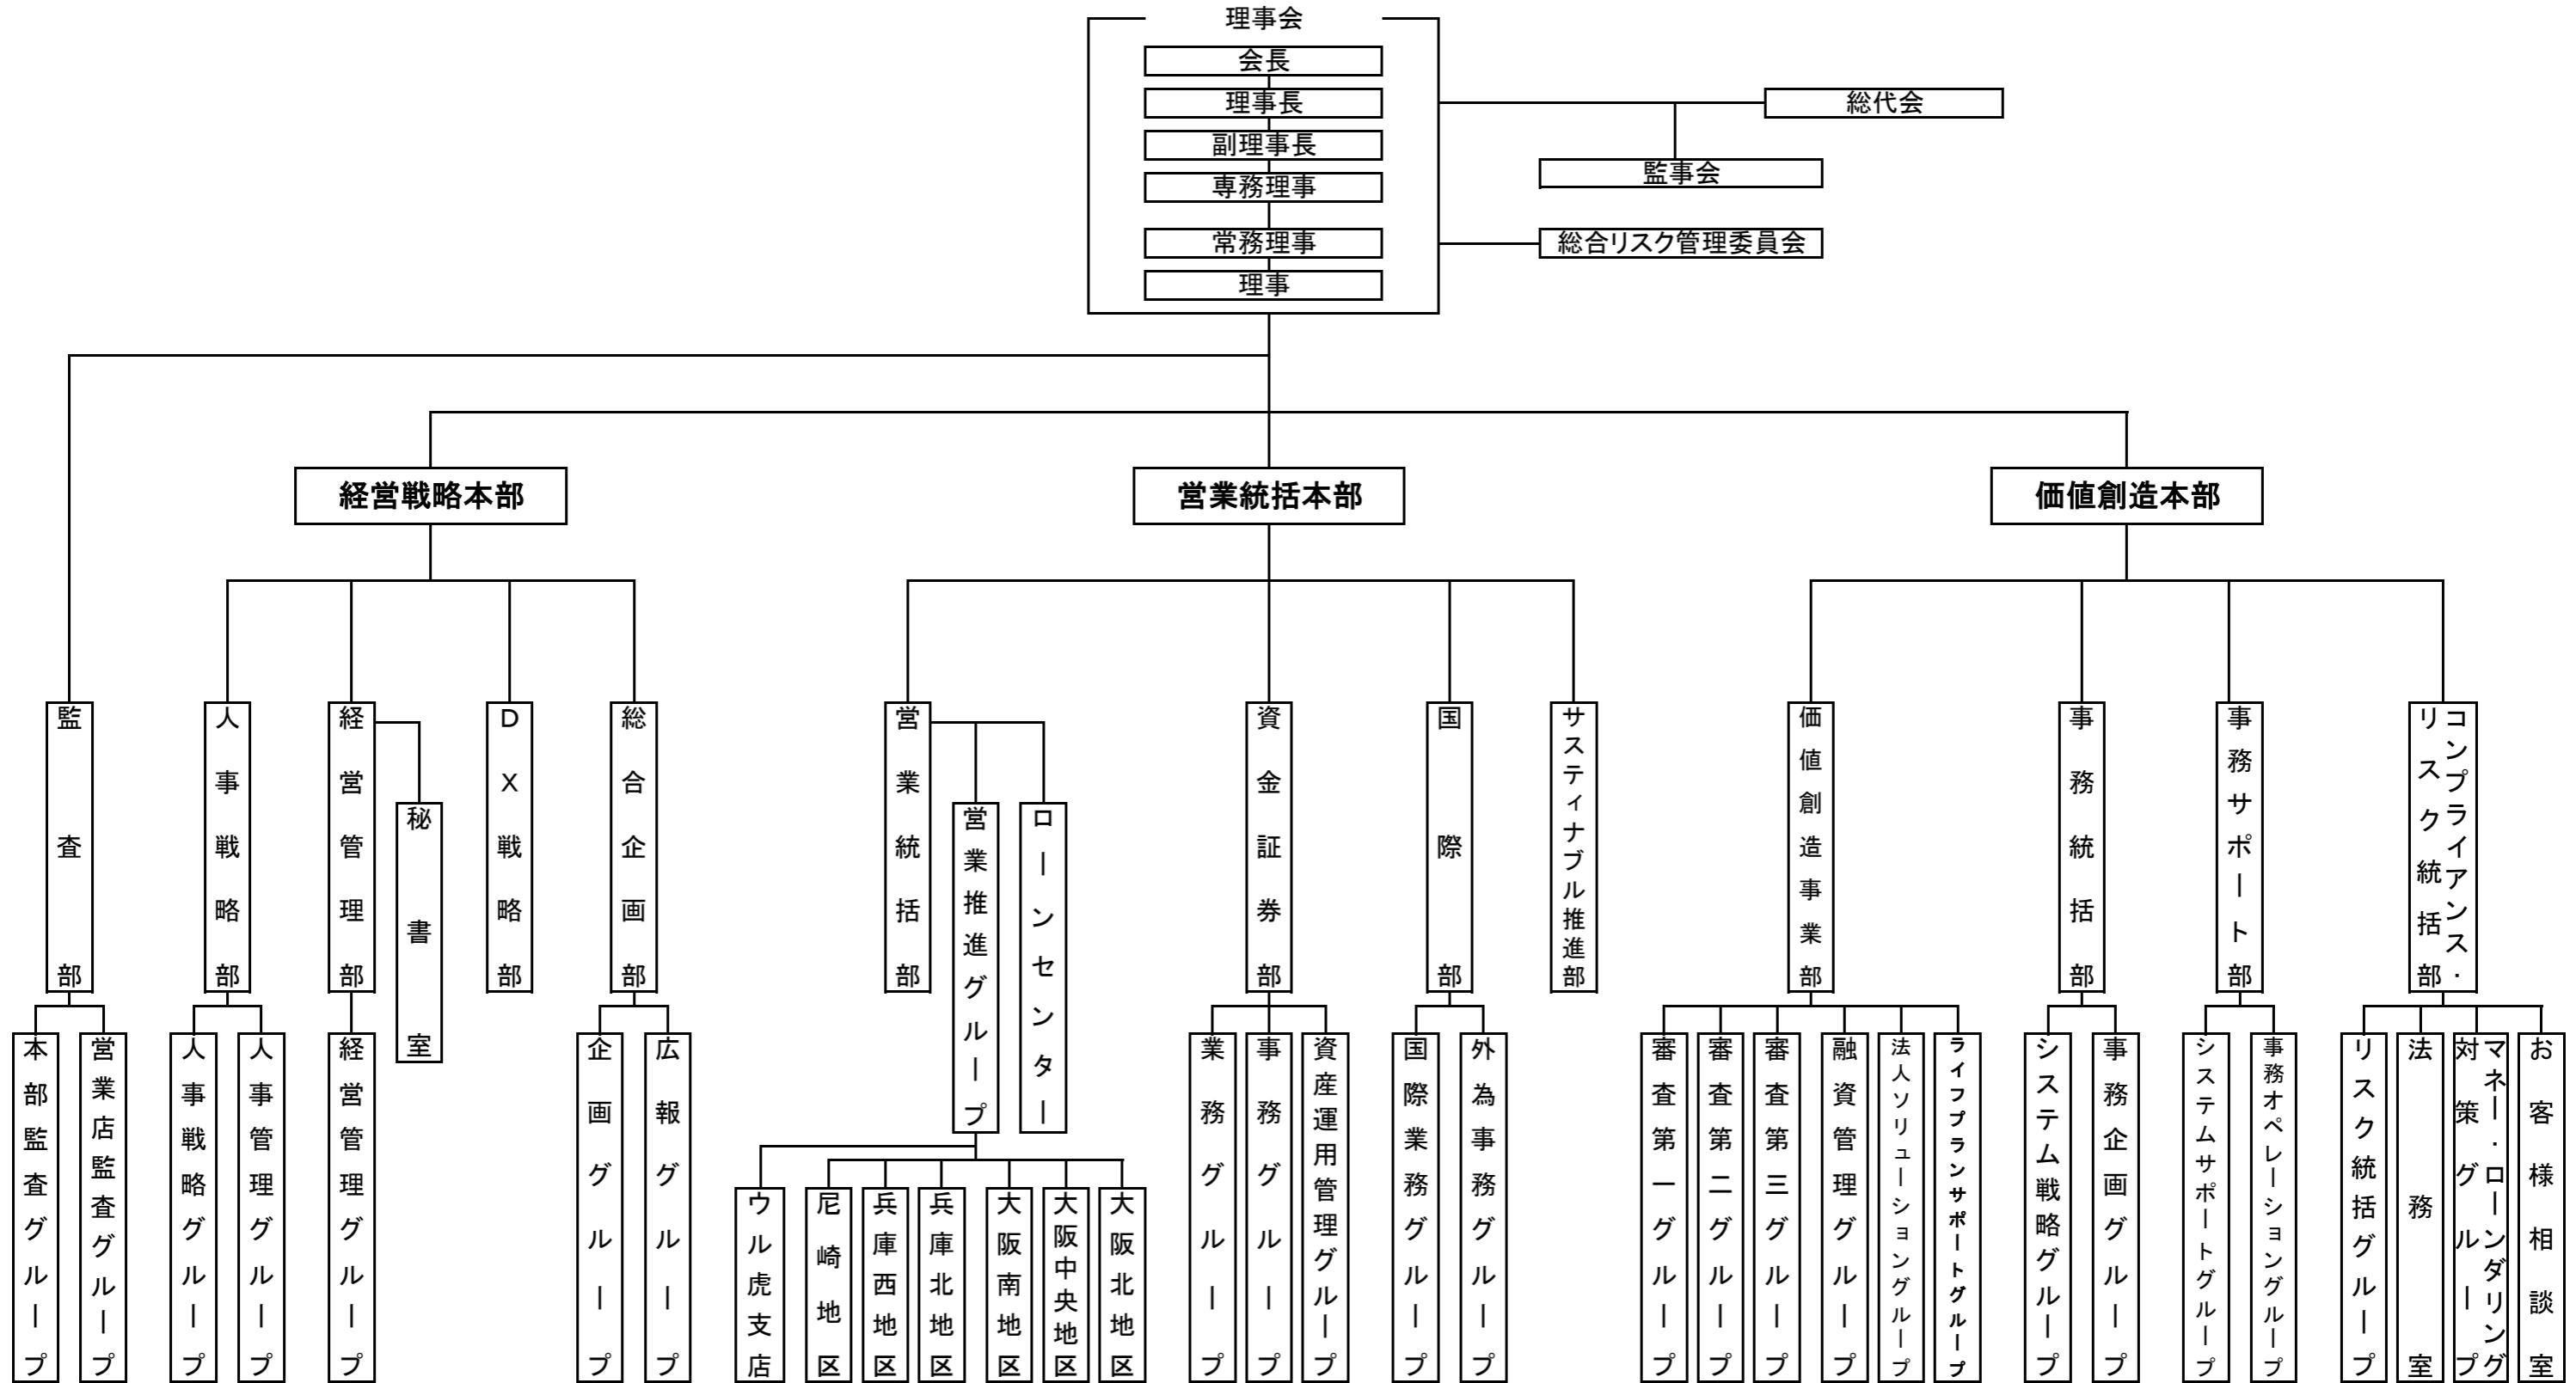 理事会
会長
理事長
副理事長
専務理事
常務理事
理事
総代会
監事会
総合リスク管理委員会
経営戦略本部
営業統括本部
価値創造本部
監査部
人事戦略部
経営管理部
秘書室
DX戦略部
総合企画部
営業統括部
営業推進グループ
ローンセンター
資金証券部
国際部
サスティナブル推進部
価値創造事業部
事務統括部
事務サポート部
コンプライアンス・
リスク統括部
本部監査グループ
営業店監査グループ
人事戦略グループ
人事管理グループ
経営管理グループ
企画グループ
広報グループ
ウル虎支店
尼崎地区
兵庫西地区
兵庫北地区
大阪南地区
大阪中央地区
大阪北地区
業務グループ
事務グループ
資産運用管理グループ
国際業務グループ
外為事務グループ
審査第一グループ
審査第二グループ
審査第三グループ
融資管理グループ
法人ソリューショングループ
ライフプランサポートグループ
システム戦略グループ
事務企画グループ
システムサポートグループ
事務オペレーショングループ
リスク統括グループ
法務室
マネー・ローンダリング
対策グループ
お客様相談室